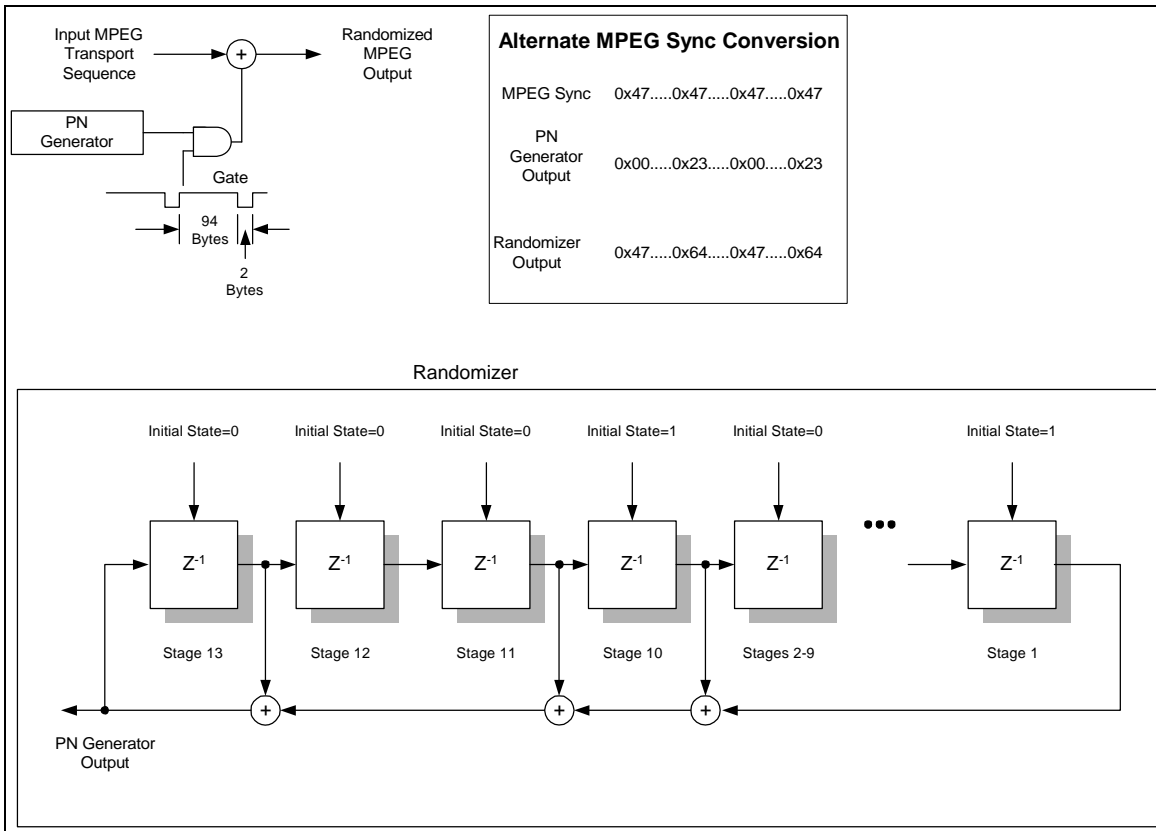 Input MPEG
Transport
Sequence
+
Randomized
MPEG
Output
PN
Generator
Gate
94
Bytes
2
Bytes
Alternate MPEG Sync Conversion
MPEG Sync 0x47.....0x47.....0x47.....0x47
PN
Generator
Output
0x00.....0x23.....0x00.....0x23
Randomizer
Output
0x47.....0x64.....0x47.....0x64
Randomizer
Initial State=0 Initial State=0 Initial State=0 Initial State=1 Initial State=0 Initial State=1
Z-1 Z-1 Z-1 Z-1 Z-1 ••• Z-1
Stage 13 Stage 12 Stage 11 Stage 10 Stages 2-9 Stage 1
+ + +
PN Generator
Output